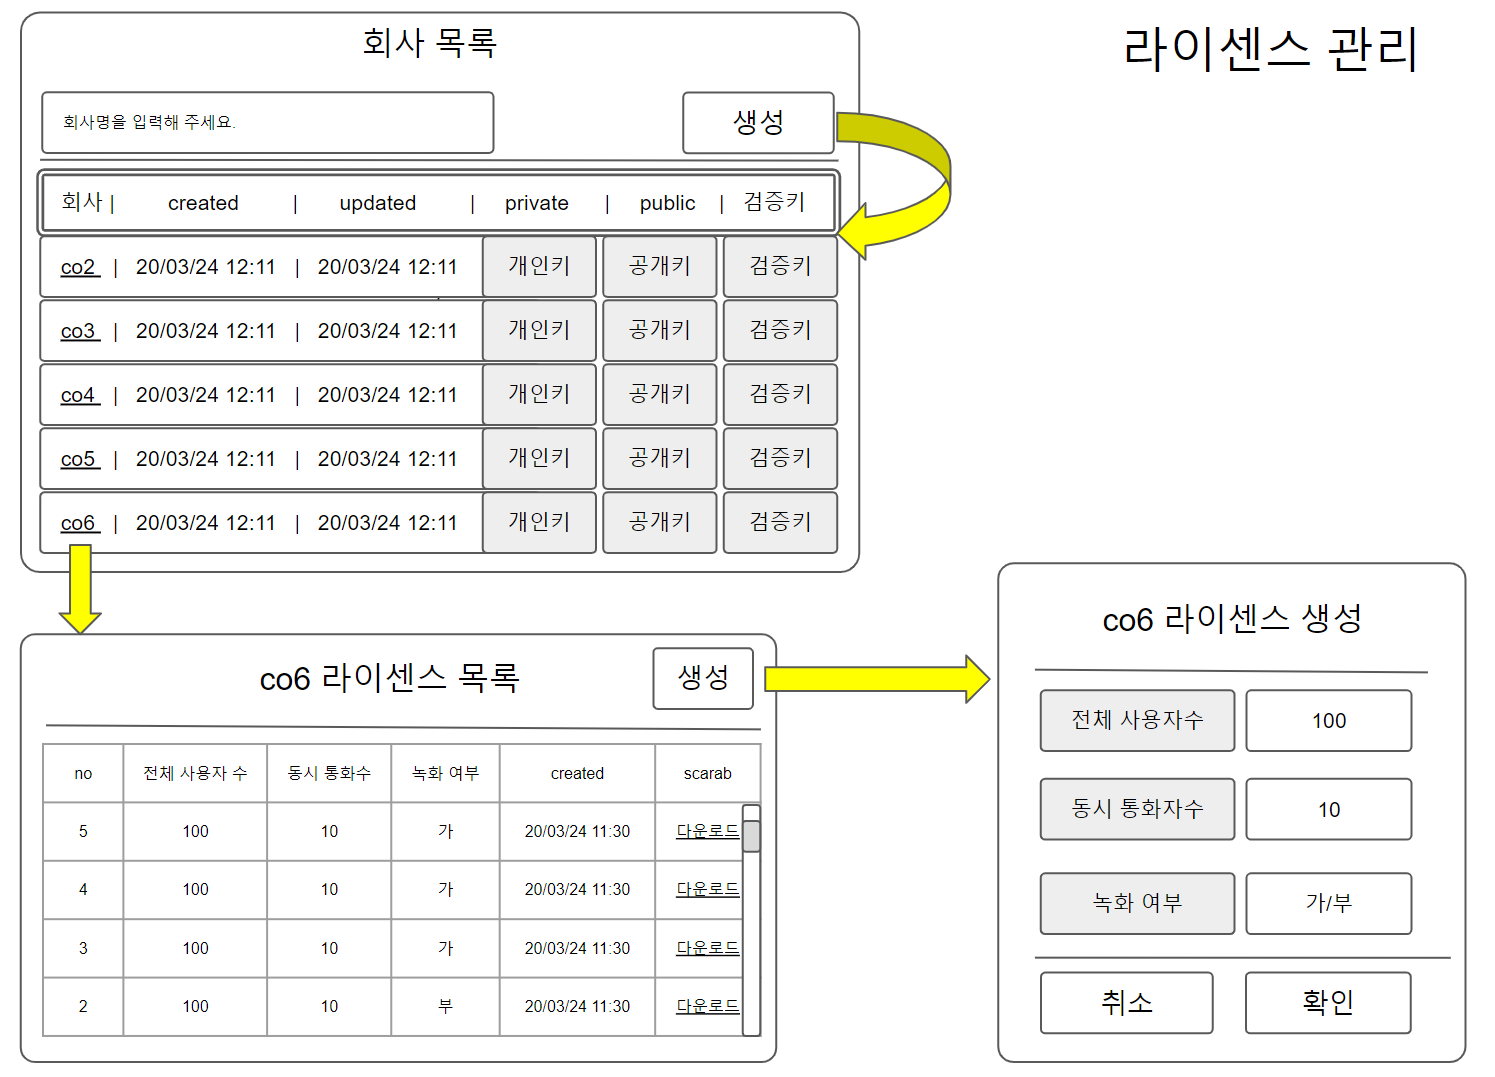 회사 목록
라이센스 관리
회사명을 입력해 주세요.
생성
회사 | created | updated | private | public | 검증키
co2 | 20/03/24 12:11 | 20/03/24 12:11 개인키 공개키 검증키
co3 | 20/03/24 12:11 | 20/03/24 12:11 개인키 공개키 검증키
co4 | 20/03/24 12:11 | 20/03/24 12:11 개인키 공개키 검증키
co5 | 20/03/24 12:11 | 20/03/24 12:11 개인키 공개키 검증키
co6 | 20/03/24 12:11 | 20/03/24 12:11 개인키 공개키 검증키
co6 라이센스 목록
생성
no 전체 사용자 수 동시 통화수 녹화 여부 created scarab
5 100 10 가 20/03/24 11:30 다운로드
4 100 10 가 20/03/24 11:30 다운로드
3 100 10 가 20/03/24 11:30 다운로드
2 100 10 부 20/03/24 11:30 다운로드
co6 라이센스 생성
전체 사용자수 100
동시 통화자수 10
녹화 여부 가/부
취소 확인